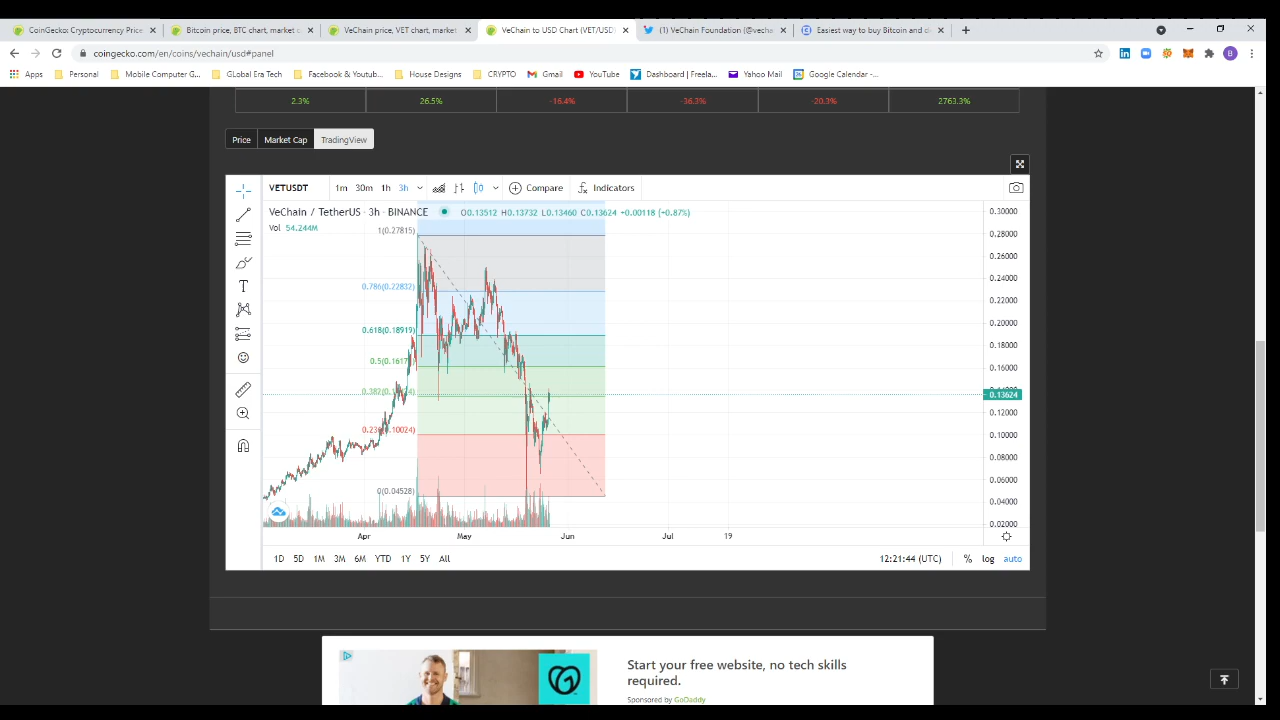 CoinGecko: Cryptocurrency Price
Bitcoin price, BTC chart, market c
VeChain price, VET chart, market
VeChain to USD Chart (VET/USD)
(1) VeChain Foundation (@vecha
Easiest way to buy Bitcoin and c
coingecko.com/en/coins/vechain/usd#panel
B
Apps
Personal
Mobile Computer G...
GLobal Era Tech
Facebook & Youtub...
House Designs
CRYPTO
Gmail
YouTube
Dashboard | Freela...
Yahoo Mail
Google Calendar -...
2.3% 26.5% -16.4% -36.3% -20.3% 2763.3%
Price Market Cap TradingView
VETUSDT 1m 30m 1h 3h Compare Indicators
VeChain / TetherUS · 3h · BINANCE O0.13512 H0.13732 L0.13460 C0.13624 +0.00118 (+0.87%)
Vol 54.244M
1(0.27815)
0.786(0.22832)
0.618(0.18919)
0.5(0.1617
0.382(0.1
0.10024)
0(0.04528)
0.30000
0.28000
0.26000
0.24000
0.22000
0.20000
0.18000
0.16000
0.13624
0.12000
0.10000
0.08000
0.06000
0.04000
0.02000
Apr May Jun Jul 19
1D 5D 1M 3M 6M YTD 1Y 5Y All
12:21:44 (UTC) % log auto
Start your free website, no tech skills
required.
Sponsored by GoDaddy